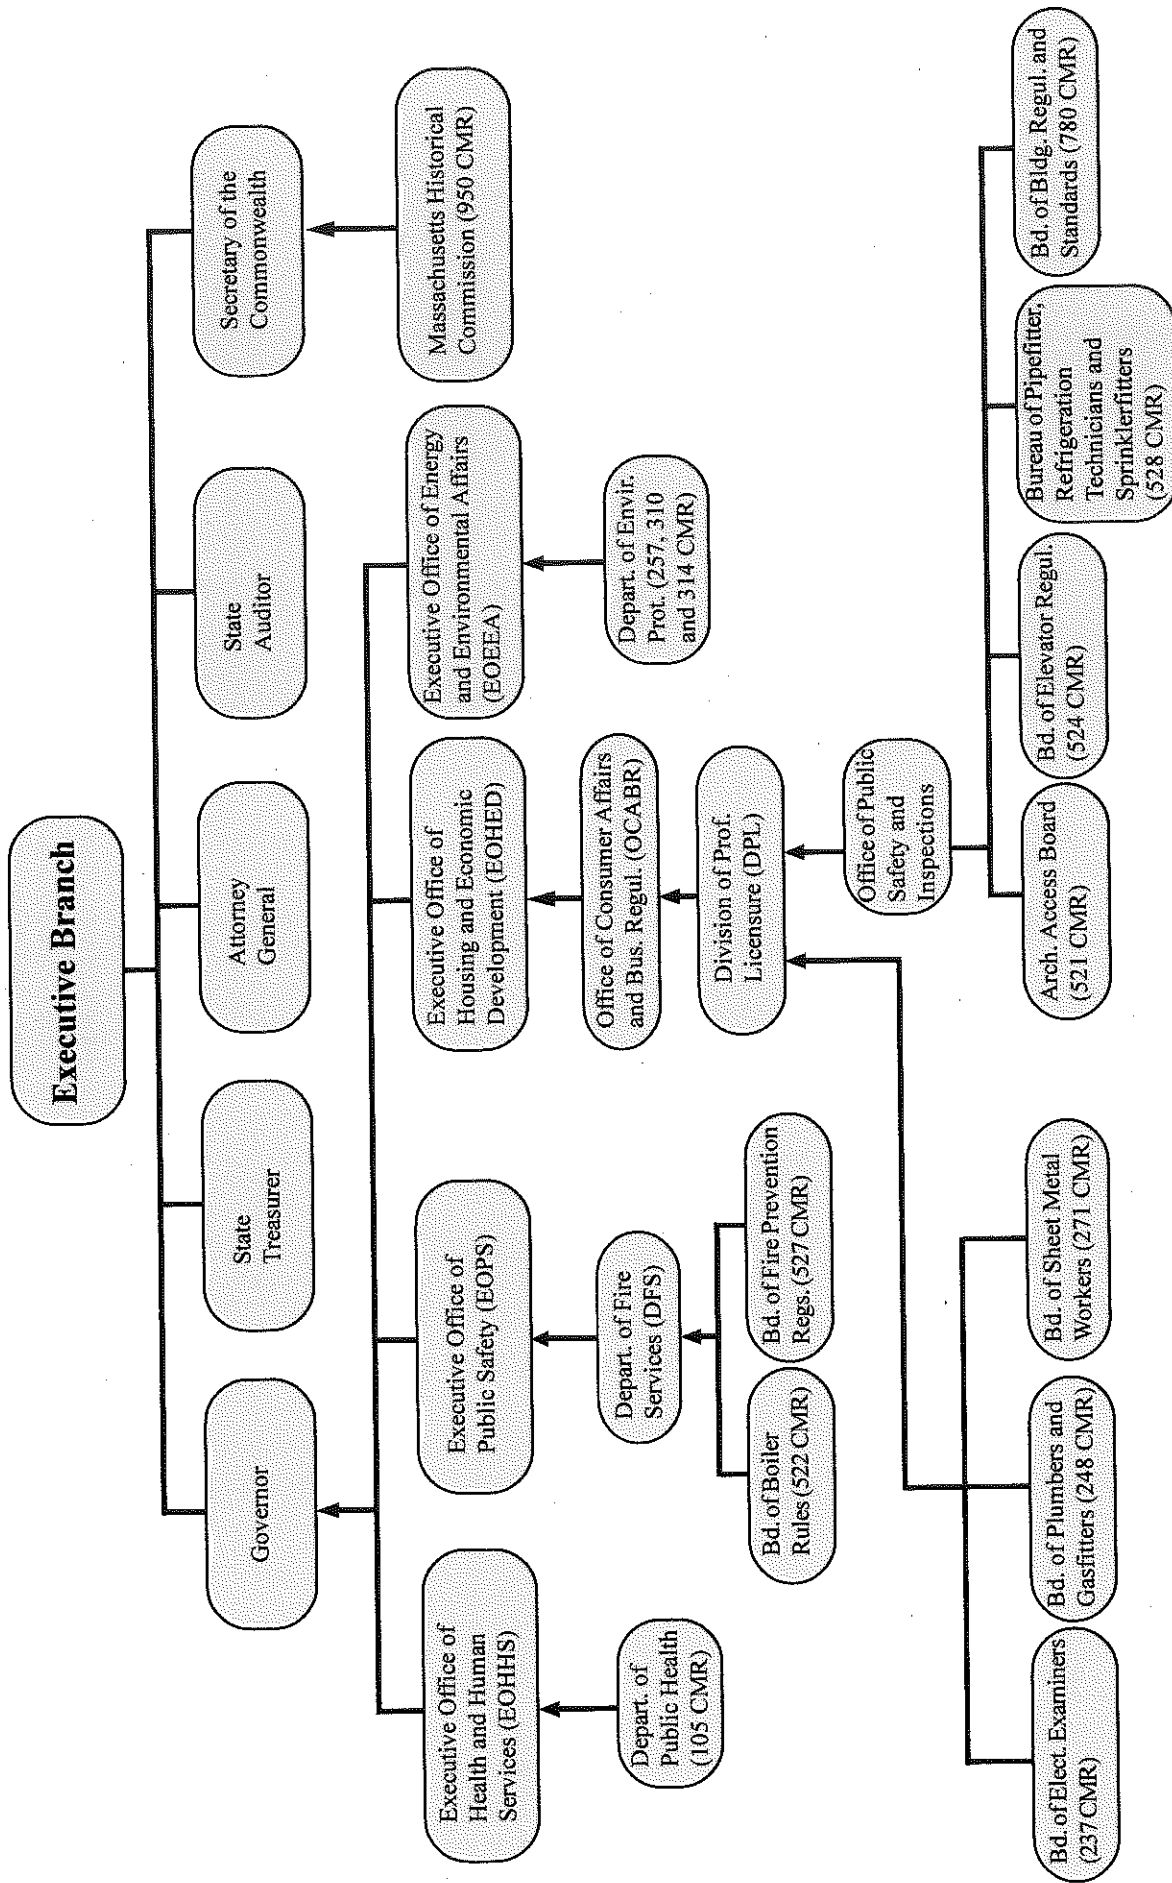 Executive Branch
Governor
State
Treasurer
Attorney
General
State
Auditor
Secretary of the
Commonwealth
Executive Office of
Health and Human
Services (EOHHS)
Executive Office of
Public Safety (EOPS)
Executive Office of
Housing and Economic
Development (EOHED)
Executive Office of Energy
and Environmental Affairs
(EOEEA)
Massachusetts Historical
Commission (950 CMR)
Depart. of
Public Health
(105 CMR)
Depart. of Fire
Services (DFS)
Office of Consumer Affairs
and Bus. Regul. (OCABR)
Depart. of Envir.
Prot. (257, 310
and 314 CMR)
Bd. of Boiler
Rules (522 CMR)
Bd. of Fire Prevention
Regs. (527 CMR)
Division of Prof.
Licensure (DPL)
Office of Public
Safety and
Inspections
Bd. of Elect. Examiners
(237 CMR)
Bd. of Plumbers and
Gasfitters (248 CMR)
Bd. of Sheet Metal
Workers (271 CMR)
Arch. Access Board
(521 CMR)
Bd. of Elevator Regul.
(524 CMR)
Bureau of Pipefitter,
Refrigeration
Technicians and
Sprinklerfitters
(528 CMR)
Bd. of Bldg. Regul. and
Standards (780 CMR)